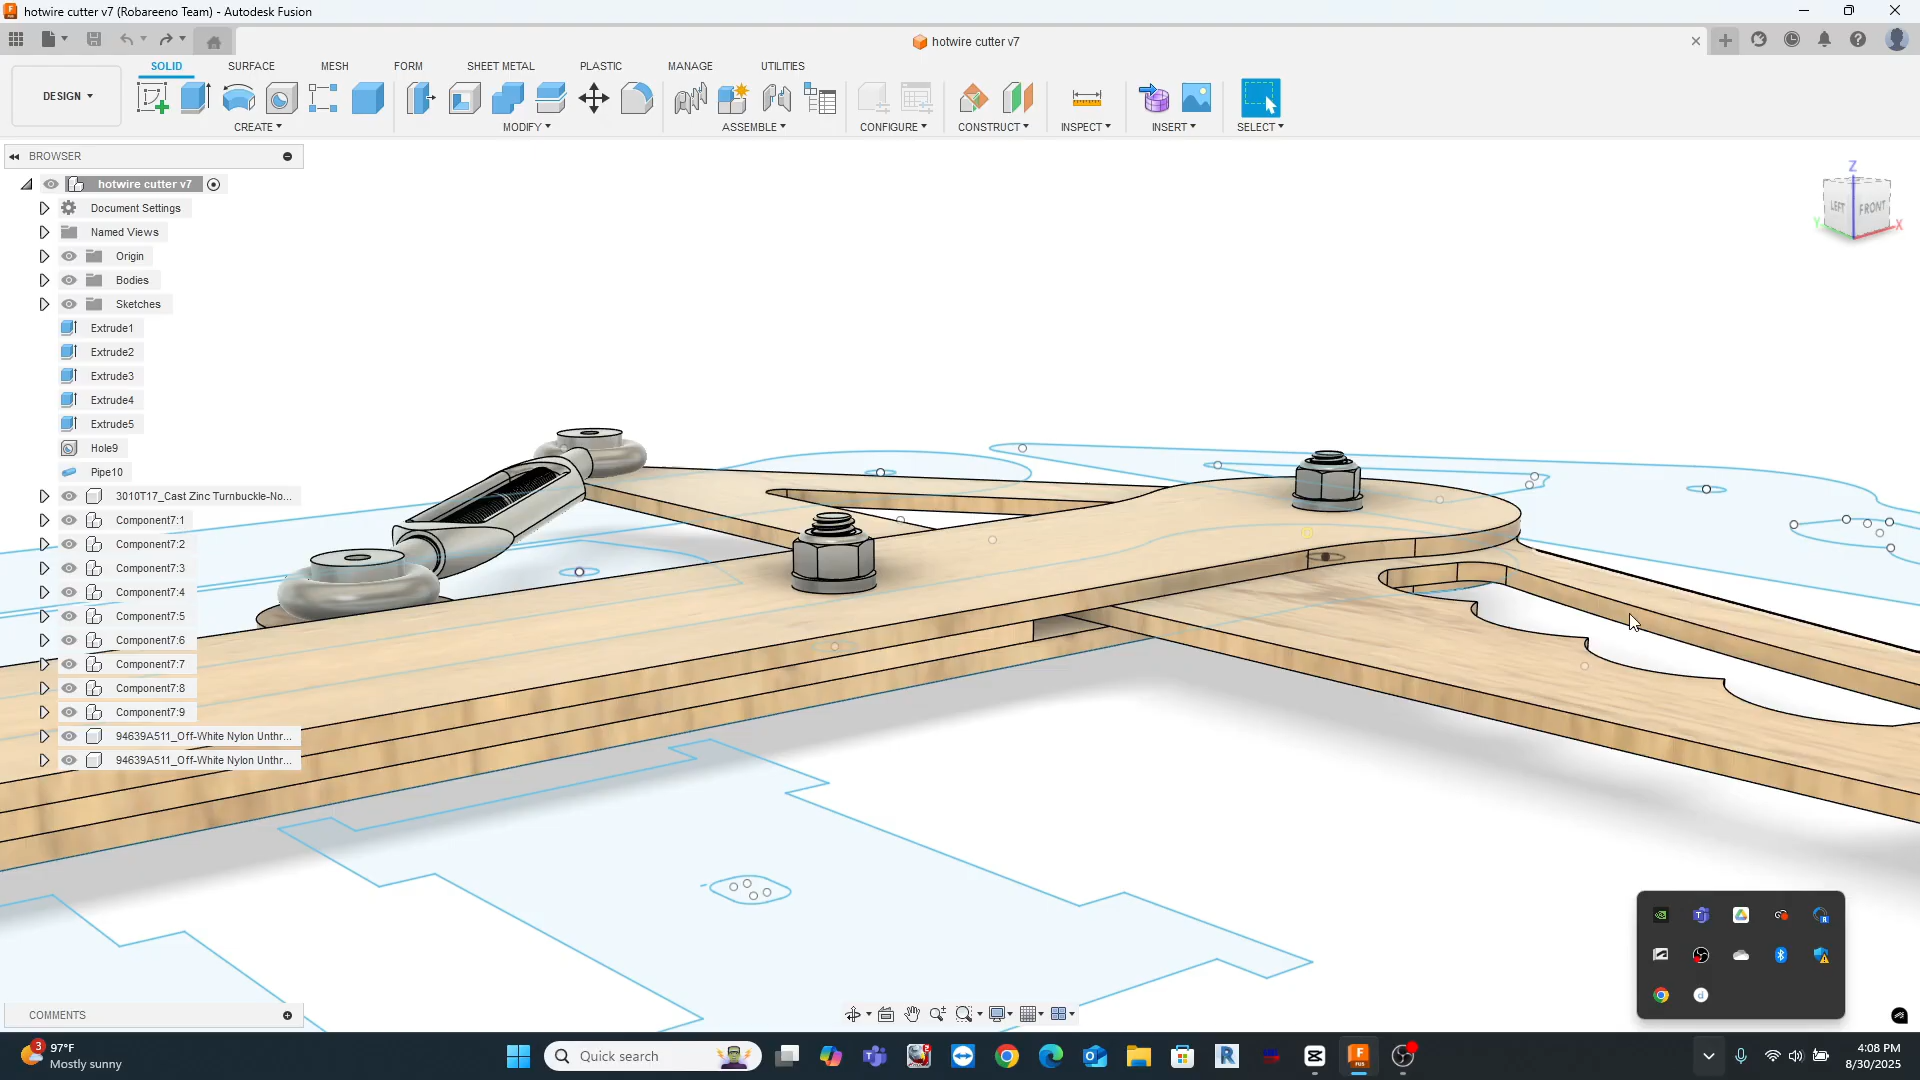 hotwire cutter v7 (Robareeno Team) - Autodesk Fusion
hotwire cutter v7
DESIGN
SOLID
SURFACE
MESH
FORM
SHEET METAL
PLASTIC
MANAGE
UTILITIES
CREATE
MODIFY
ASSEMBLE
CONFIGURE
CONSTRUCT
INSPECT
INSERT
SELECT
BROWSER
hotwire cutter v7
Document Settings
Named Views
Origin
Bodies
Sketches
Extrude1
Extrude2
Extrude3
Extrude4
Extrude5
Hole9
Pipe10
3010T17_Cast Zinc Turnbuckle-No...
Component7:1
Component7:2
Component7:3
Component7:4
Component7:5
Component7:6
Component7:7
Component7:8
Component7:9
94639A511_Off-White Nylon Unthr...
94639A511_Off-White Nylon Unthr...
Z
LEFT
FRONT
Y
X
COMMENTS
3
97°F
Mostly sunny
Quick search
4:08 PM
8/30/2025